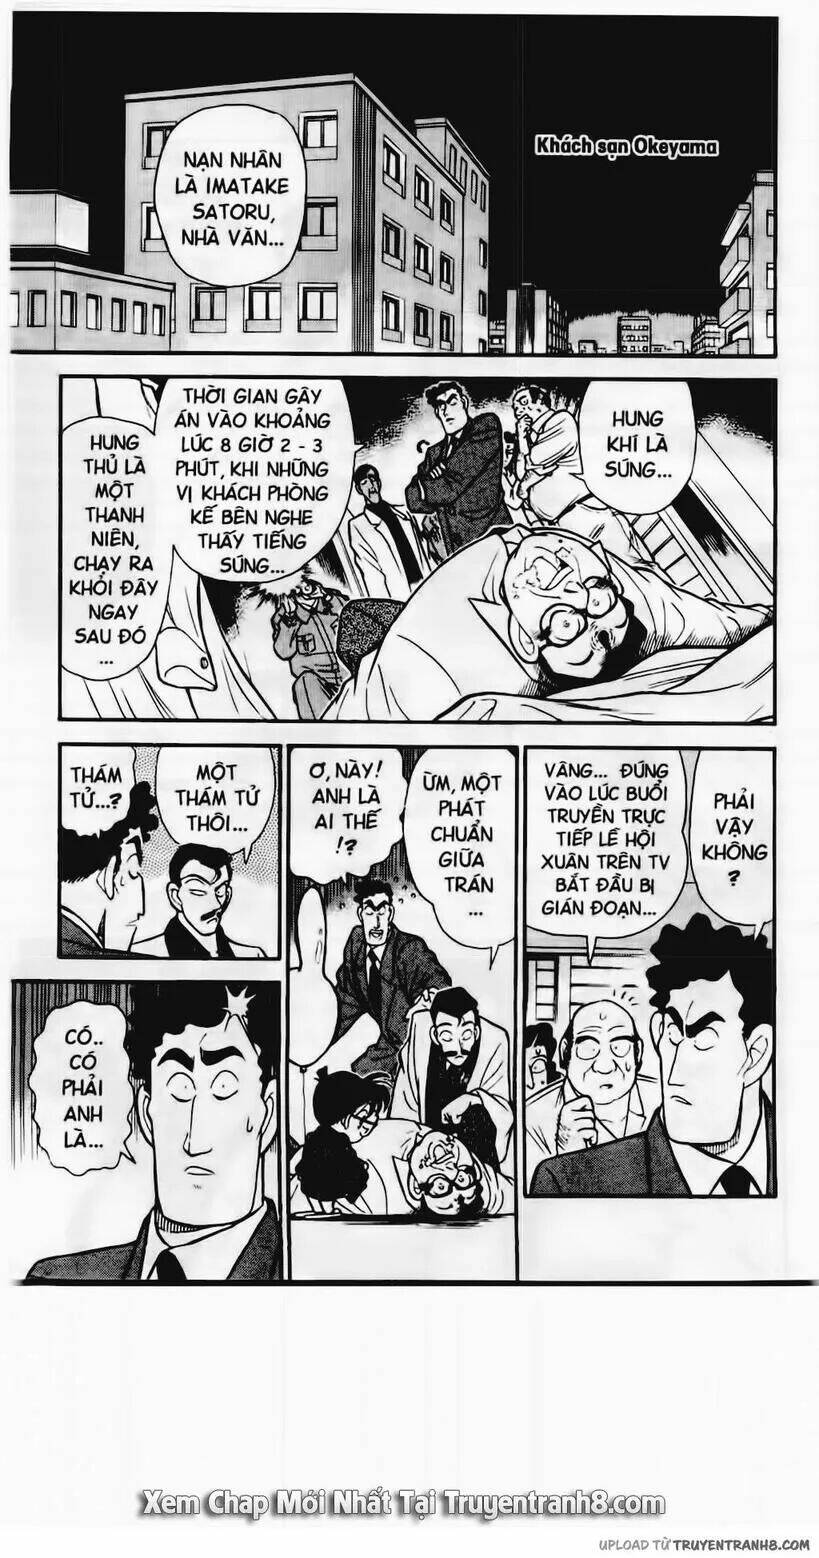 Khách sạn Okeyama
NẠN NHÂN
LÀ IMATAKE
SATORU,
NHÀ VĂN...
HUNG
KHÍ LÀ
SÚNG...
THỜI GIAN GÂY
ÁN VÀO KHOẢNG
LÚC 8 GIỜ 2 - 3
PHÚT, KHI NHỮNG
VỊ KHÁCH PHÒNG
KẾ BÊN NGHE
THẤY TIẾNG
SÚNG...
HUNG
THỦ LÀ
MỘT
THANH
NIÊN,
CHẠY RA
KHỎI ĐÂY
NGAY
SAU ĐÓ
...
PHẢI
VẬY
KHÔNG
?
VÂNG... ĐÚNG
VÀO LÚC BUỔI
TRUYỀN TRỰC
TIẾP LỄ HỘI
XUÂN TRÊN TV
BẮT ĐẦU BỊ
GIÁN ĐOẠN...
ỪM, MỘT
PHÁT
CHUẨN
GIỮA
TRÁN
...
Ơ, NÀY!
ANH LÀ
AI THẾ
!?
MỘT
THÁM TỬ
THÔI...
THÁM
TỬ...?
CÓ..
CÓ
PHẢI
ANH
LÀ...
Xem Chap Mới Nhất Tại Truyentranh8.com
UPLOAD TỪ TRUYENTRANH8.COM